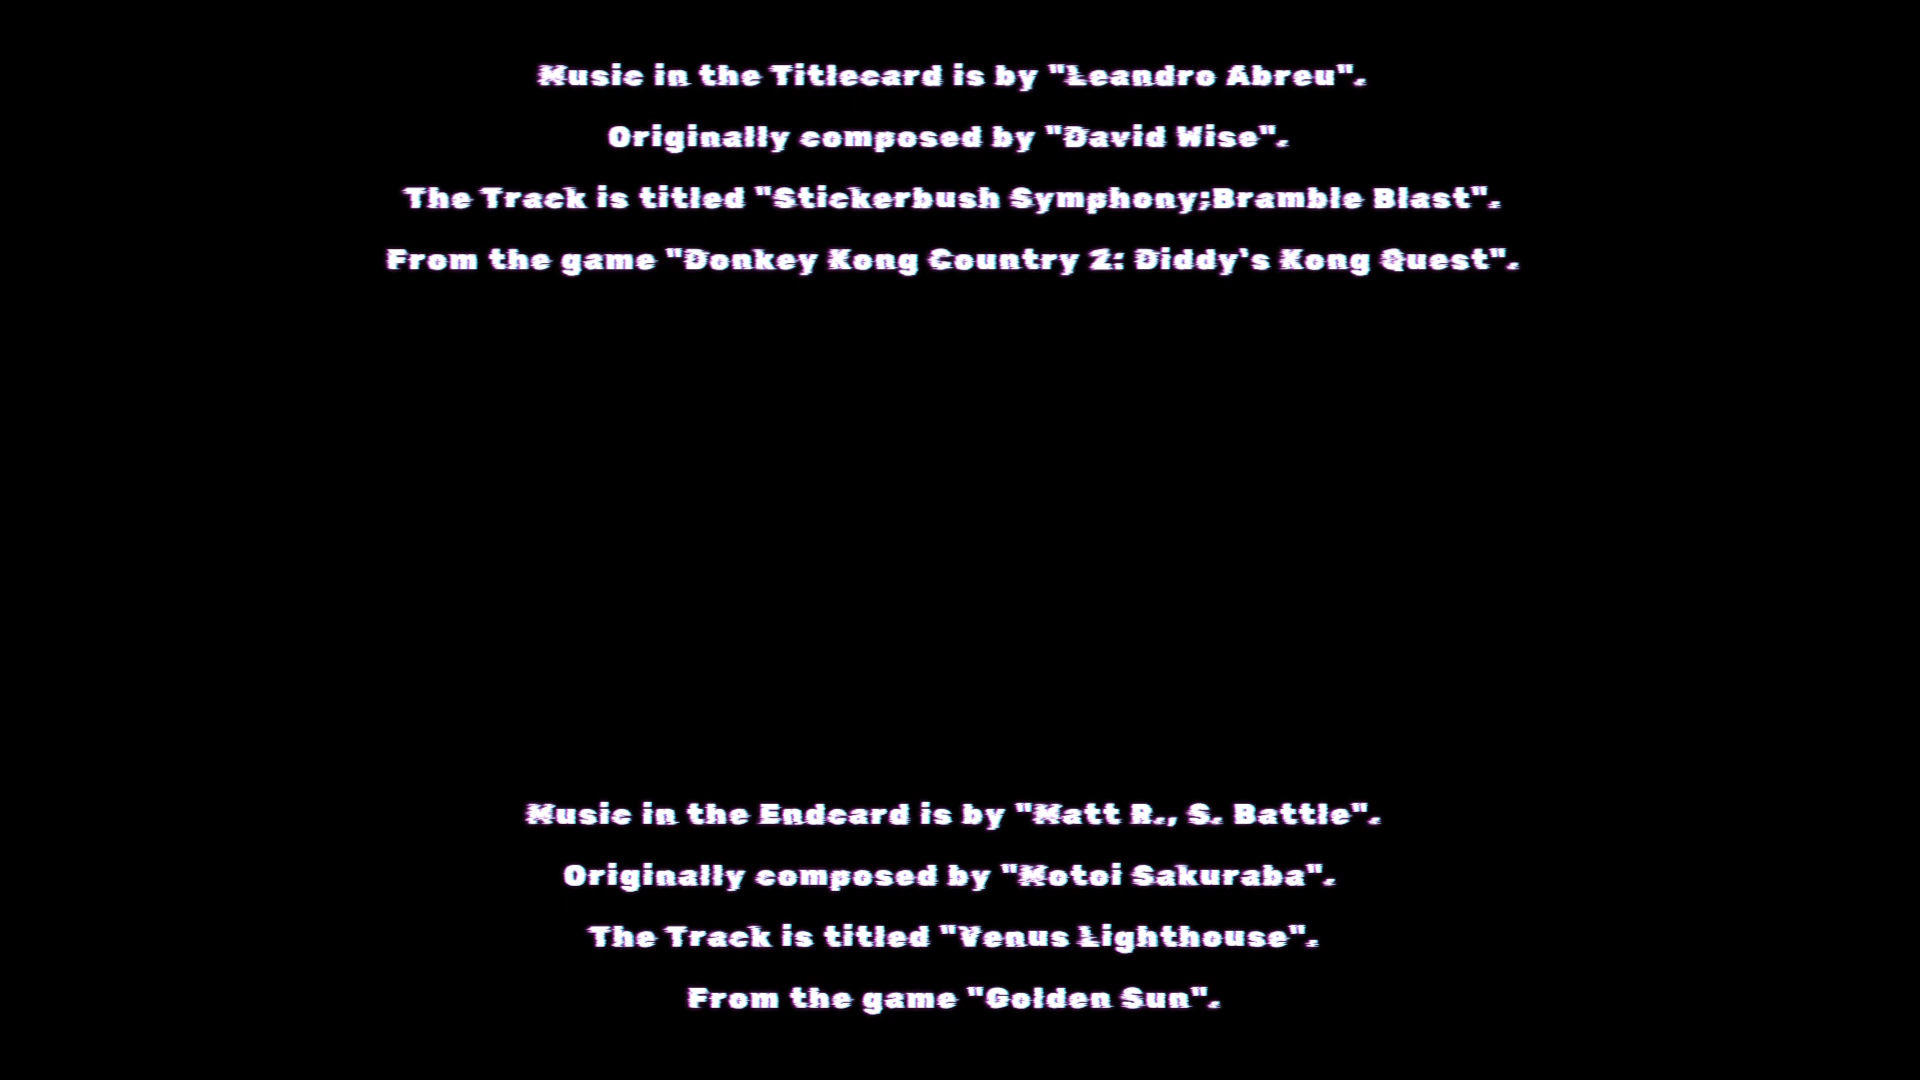 Music in the Titlecard is by "Leandro Abreu".
Originally composed by "David Wise".
The Track is titled "Stickerbush Symphony;Bramble Blast".
From the game "Donkey Kong Country 2: Diddy's Kong Quest".
Music in the Endcard is by "Matt R., S. Battle".
Originally composed by "Motoi Sakuraba".
The Track is titled "Venus Lighthouse".
From the game "Golden Sun".